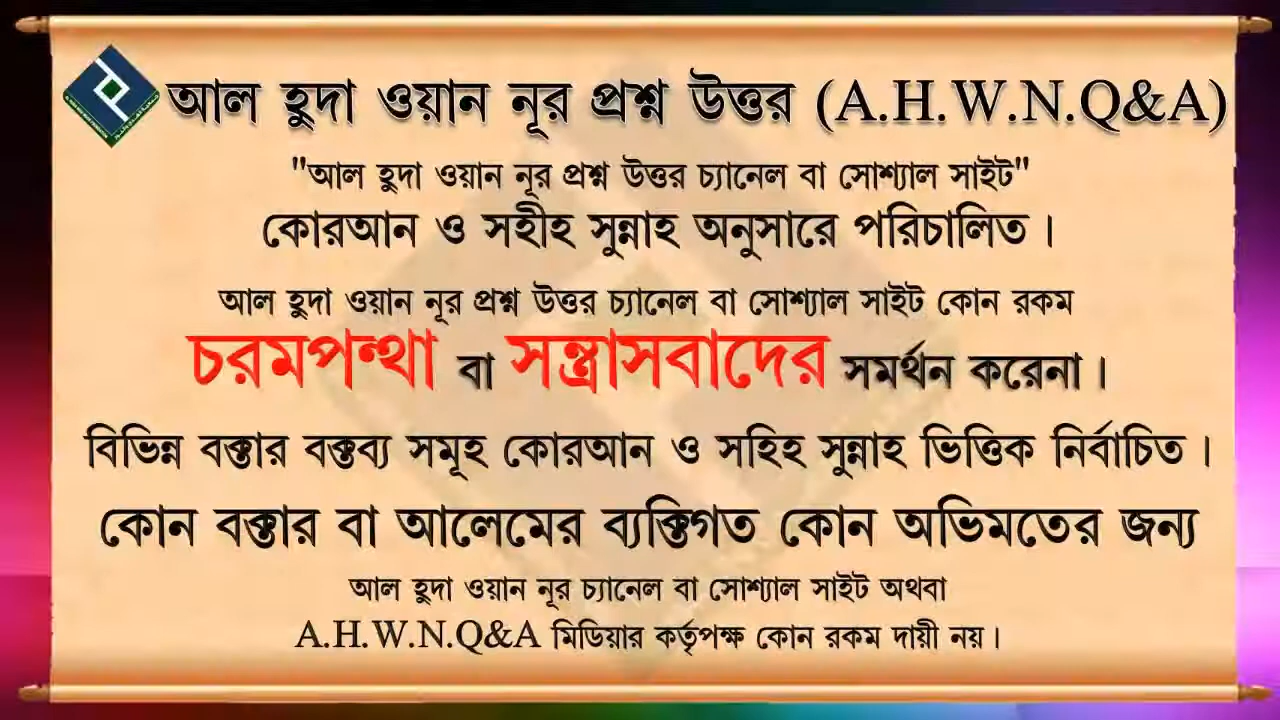 আল হুদা ওয়ান নূর প্রশ্ন উত্তর (A.H.W.N.Q&A)
"আল হুদা ওয়ান নূর প্রশ্ন উত্তর চ্যানেল বা সোশ্যাল সাইট"
কোরআন ও সহীহ সুন্নাহ অনুসারে পরিচালিত ।
আল হুদা ওয়ান নূর প্রশ্ন উত্তর চ্যানেল বা সোশ্যাল সাইট কোন রকম
চরমপন্থা বা সন্ত্রাসবাদের সমর্থন করেনা ।
বিভিন্ন বক্তার বক্তব্য সমূহ কোরআন ও সহিহ সুন্নাহ ভিত্তিক নির্বাচিত ।
কোন বক্তার বা আলেমের ব্যক্তিগত কোন অভিমতের জন্য
আল হুদা ওয়ান নূর চ্যানেল বা সোশ্যাল সাইট অথবা
A.H.W.N.Q&A মিডিয়ার কর্তৃপক্ষ কোন রকম দায়ী নয় ।